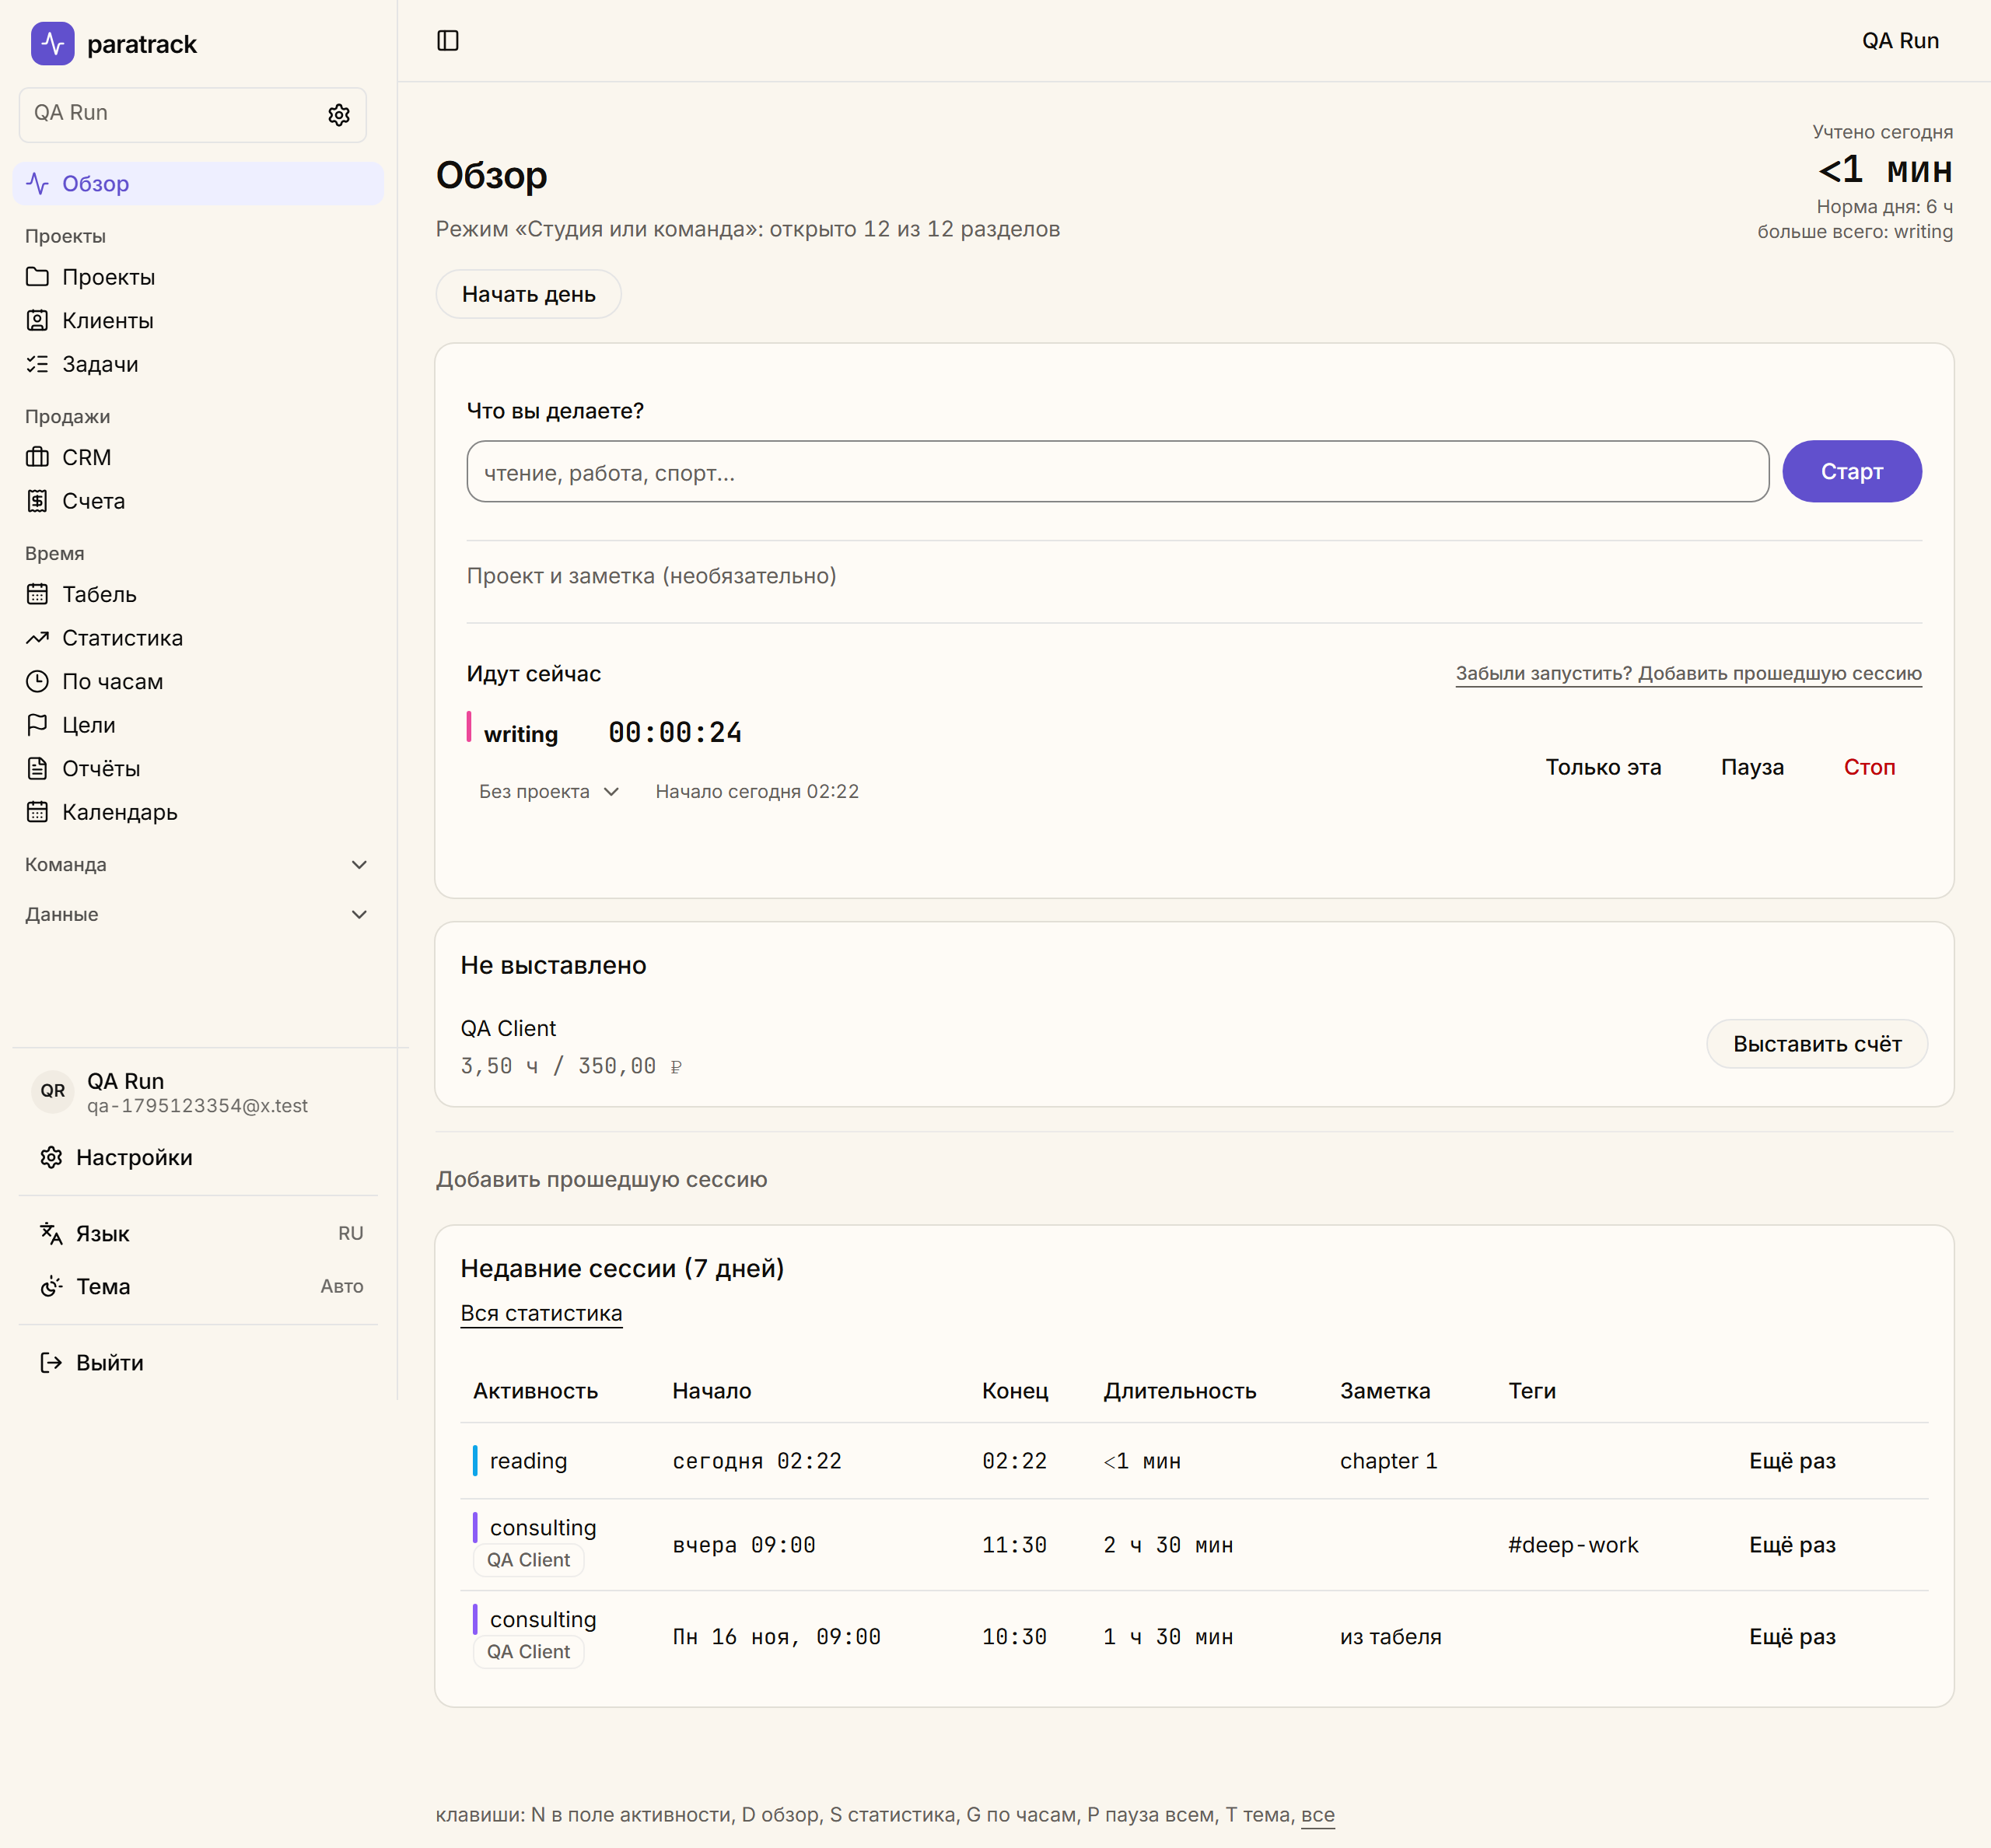 paratrack
QA Run
Обзор
Проекты
Проекты
Клиенты
Задачи
Продажи
CRM
Счета
Время
Табель
Статистика
По часам
Цели
Отчёты
Календарь
Команда
Данные
QR
QA Run
qa-1795123354@x.test
Настройки
Язык RU
Тема Авто
Выйти
QA Run
Обзор
Режим «Студия или команда»: открыто 12 из 12 разделов
Учтено сегодня
<1 мин
Норма дня: 6 ч
больше всего: writing
Начать день
Что вы делаете?
чтение, работа, спорт...
Старт
Проект и заметка (необязательно)
Идут сейчас
Забыли запустить? Добавить прошедшую сессию
writing 00:00:24
Без проекта Начало сегодня 02:22
Только эта Пауза Стоп
Не выставлено
QA Client
3,50 ч / 350,00 ₽
Выставить счёт
Добавить прошедшую сессию
Недавние сессии (7 дней)
Вся статистика
Активность Начало Конец Длительность Заметка Теги
reading сегодня 02:22 02:22 <1 мин chapter 1 Ещё раз
consulting вчера 09:00 11:30 2 ч 30 мин #deep-work Ещё раз
QA Client
consulting Пн 16 ноя, 09:00 10:30 1 ч 30 мин из табеля Ещё раз
QA Client
клавиши: N в поле активности, D обзор, S статистика, G по часам, P пауза всем, T тема, все